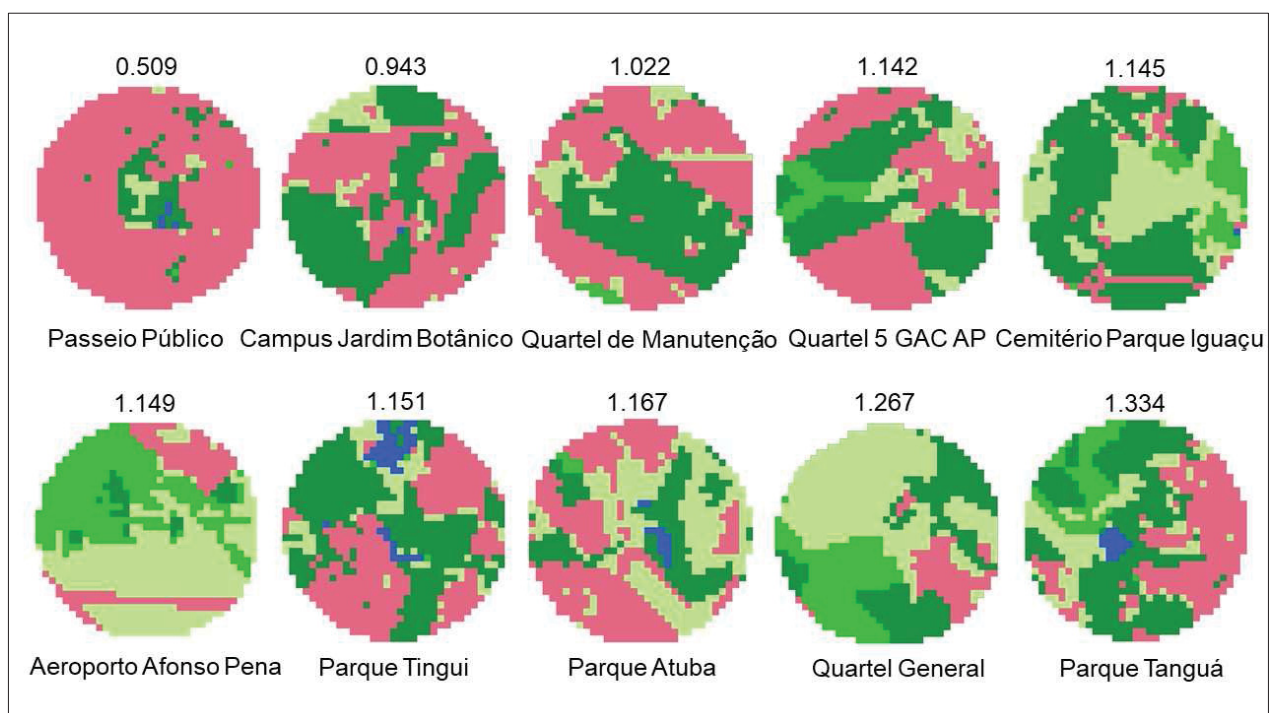 0.509 0.943 1.022 1.142 1.145
Passeio Público Campus Jardim Botânico Quartel de Manutenção Quartel 5 GAC AP Cemitério Parque Iguaçu
1.149 1.151 1.167 1.267 1.334
Aeroporto Afonso Pena Parque Tingui Parque Atuba Quartel General Parque Tanguá